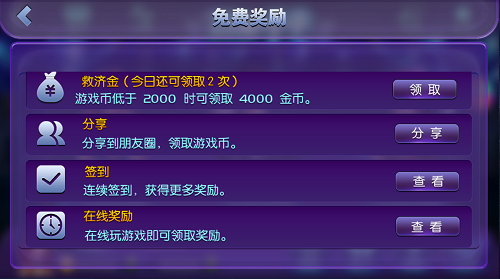 免费奖励
救济金（今日还可领取2次）
游戏币低于 2000 时可领取 4000 金币。
领取
分享
分享到朋友圈，领取游戏币。
分享
签到
连续签到，获得更多奖励。
查看
在线奖励
在线玩游戏即可领取奖励。
查看